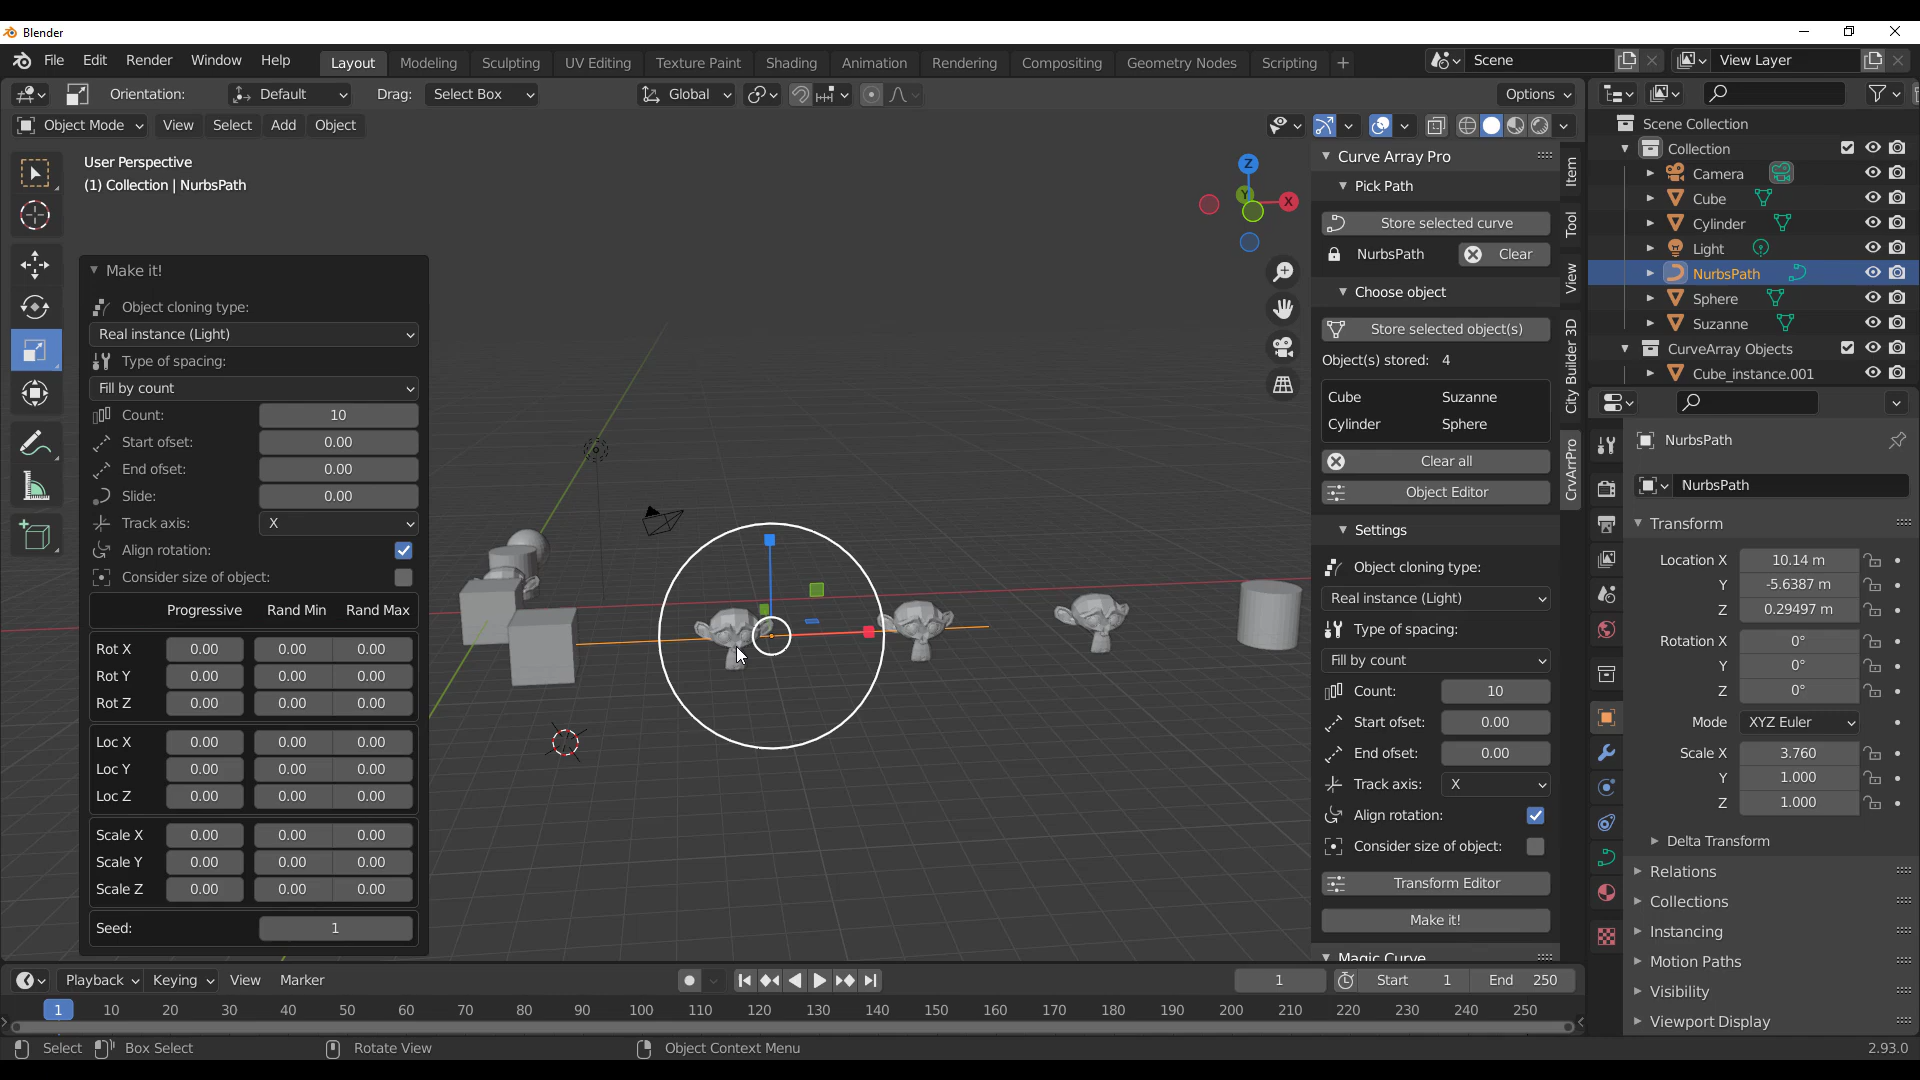 Blender
File Edit Render Window Help Layout Modeling Sculpting UV Editing Texture Paint Shading Animation Rendering Compositing Geometry Nodes Scripting + Scene View Layer
Orientation: Default Drag: Select Box Global Options
Object Mode View Select Add Object
User Perspective
(1) Collection | NurbsPath
Z
Y
X
Make it!
Object cloning type:
Real instance (Light)
Type of spacing:
Fill by count
Count: 10
Start ofset: 0.00
End ofset: 0.00
Slide: 0.00
Track axis: X
Align rotation:
Consider size of object:
Progressive Rand Min Rand Max
Rot X 0.00 0.00 0.00
Rot Y 0.00 0.00 0.00
Rot Z 0.00 0.00 0.00
Loc X 0.00 0.00 0.00
Loc Y 0.00 0.00 0.00
Loc Z 0.00 0.00 0.00
Scale X 0.00 0.00 0.00
Scale Y 0.00 0.00 0.00
Scale Z 0.00 0.00 0.00
Seed: 1
Curve Array Pro
Pick Path
Store selected curve
NurbsPath Clear
Choose object
Store selected object(s)
Object(s) stored: 4
Cube Suzanne
Cylinder Sphere
Clear all
Object Editor
Settings
Object cloning type:
Real instance (Light)
Type of spacing:
Fill by count
Count: 10
Start ofset: 0.00
End ofset: 0.00
Track axis: X
Align rotation:
Consider size of object:
Transform Editor
Make it!
Magic Curve
Item
Tool
View
City Builder 3D
CrvArrPro
Scene Collection
Collection
Camera
Cube
Cylinder
Light
NurbsPath
Sphere
Suzanne
CurveArray Objects
Cube_instance.001
NurbsPath
NurbsPath
Transform
Location X 10.14 m
Y -5.6387 m
Z 0.29497 m
Rotation X 0°
Y 0°
Z 0°
Mode XYZ Euler
Scale X 3.760
Y 1.000
Z 1.000
Delta Transform
Relations
Collections
Instancing
Motion Paths
Visibility
Viewport Display
Playback Keying View Marker 1 Start 1 End 250
1 10 20 30 40 50 60 70 80 90 100 110 120 130 140 150 160 170 180 190 200 210 220 230 240 250
Select Box Select Rotate View Object Context Menu 2.93.0